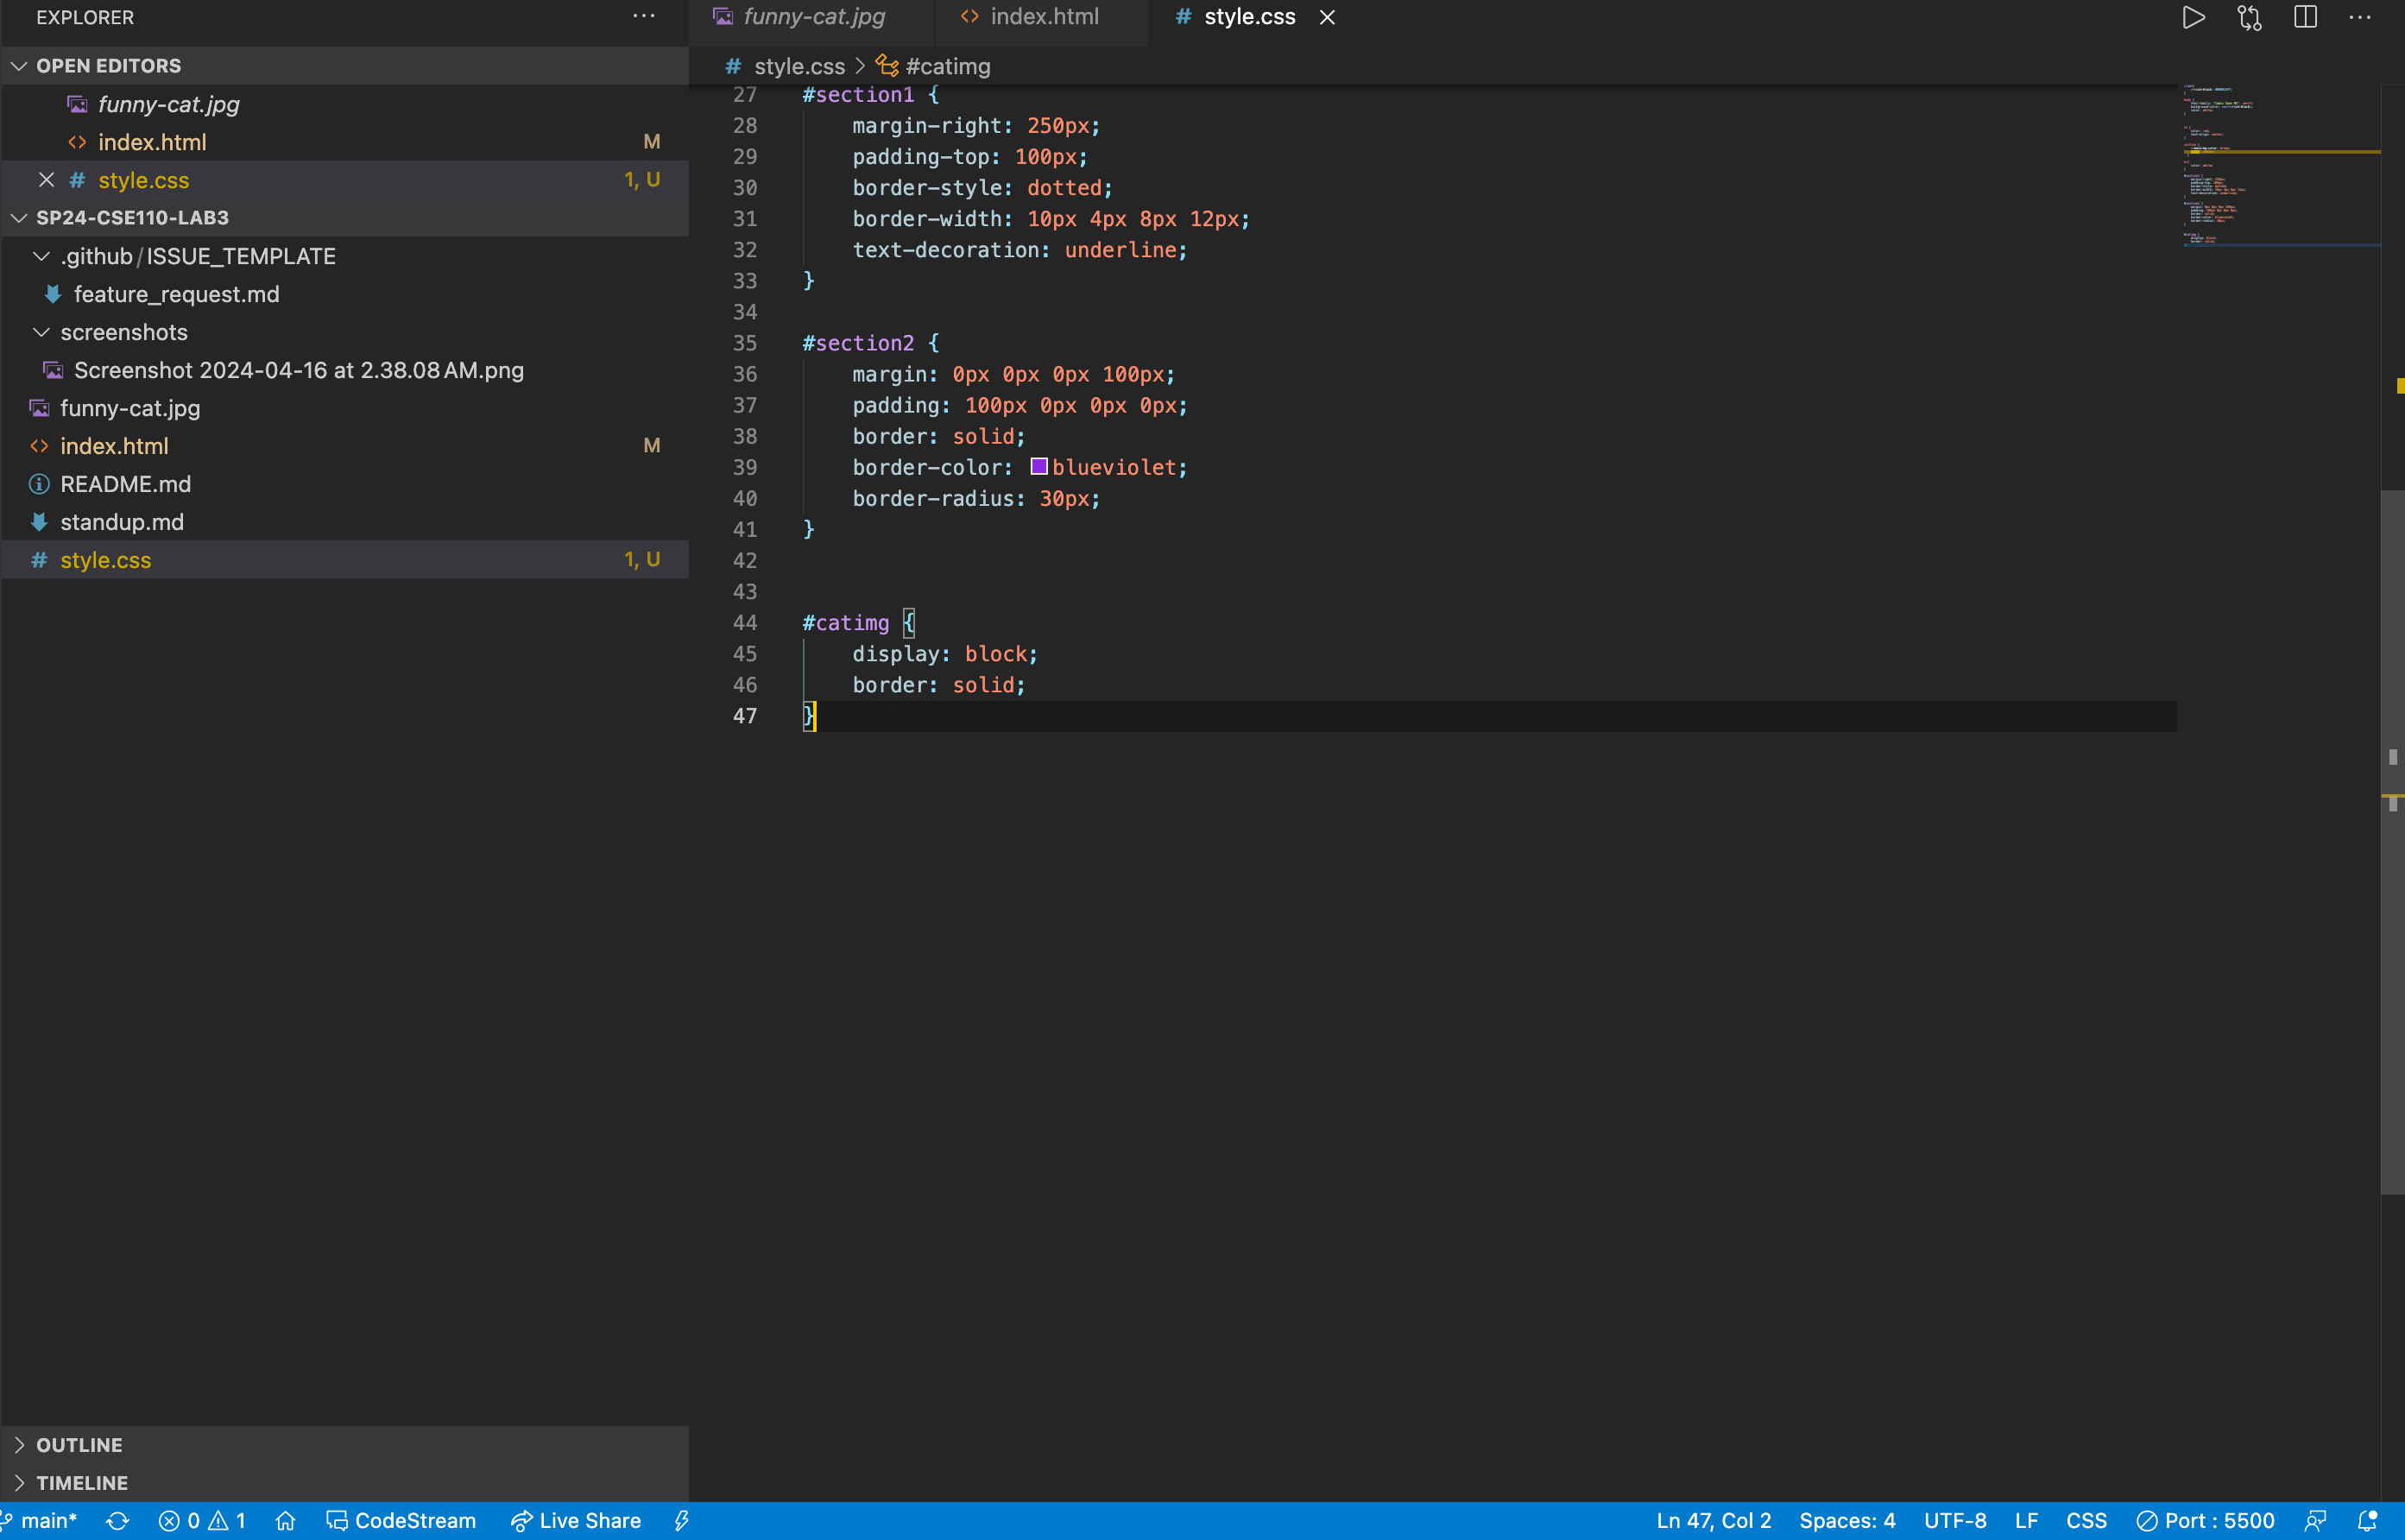 EXPLORER
OPEN EDITORS
funny-cat.jpg
index.html M
style.css 1, U
SP24-CSE110-LAB3
.github/ISSUE_TEMPLATE
feature_request.md
screenshots
Screenshot 2024-04-16 at 2.38.08 AM.png
funny-cat.jpg
index.html M
README.md
standup.md
style.css 1, U
OUTLINE
TIMELINE
funny-cat.jpg index.html style.css
style.css > #catimg
27 #section1 {
28 margin-right: 250px;
29 padding-top: 100px;
30 border-style: dotted;
31 border-width: 10px 4px 8px 12px;
32 text-decoration: underline;
33 }
34
35 #section2 {
36 margin: 0px 0px 0px 100px;
37 padding: 100px 0px 0px 0px;
38 border: solid;
39 border-color: blueviolet;
40 border-radius: 30px;
41 }
42
43
44 #catimg {
45 display: block;
46 border: solid;
47 }
main* 0 1 CodeStream Live Share Ln 47, Col 2 Spaces: 4 UTF-8 LF CSS Port : 5500